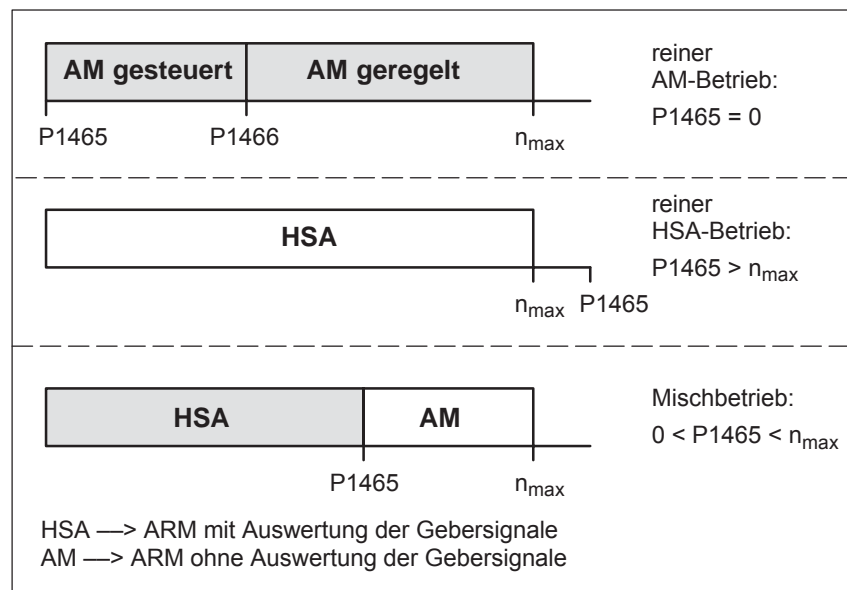 AM gesteuert AM geregelt
P1465 P1466 nmax
reiner
AM-Betrieb:
P1465 = 0
HSA
nmax P1465
reiner
HSA-Betrieb:
P1465 > nmax
HSA AM
P1465 nmax
Mischbetrieb:
0 < P1465 < nmax
HSA —> ARM mit Auswertung der Gebersignale
AM —> ARM ohne Auswertung der Gebersignale